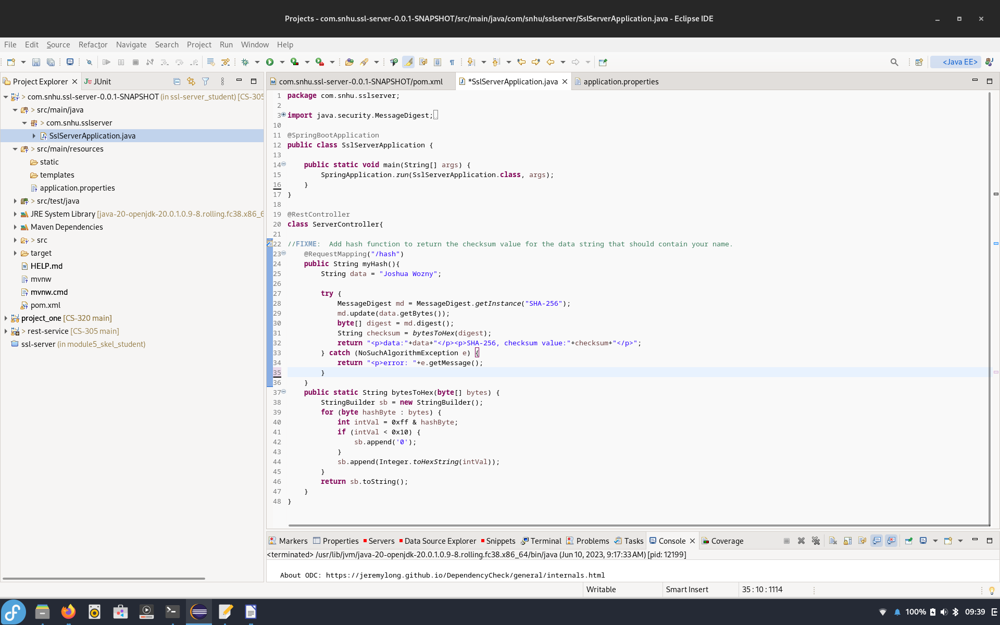 Projects - com.snhu.ssl-server-0.0.1-SNAPSHOT/src/main/java/com/snhu/sslserver/SslServerApplication.java - Eclipse IDE
File Edit Source Refactor Navigate Search Project Run Window Help
<Java EE>
Project Explorer JUnit
> com.snhu.ssl-server-0.0.1-SNAPSHOT (in ssl-server_student) [CS-305
> src/main/java
> com.snhu.sslserver
SslServerApplication.java
> src/main/resources
static
templates
application.properties
> src/test/java
JRE System Library [java-20-openjdk-20.0.1.0.9-8.rolling.fc38.x86_6
Maven Dependencies
> src
target
HELP.md
mvnw
mvnw.cmd
pom.xml
project_one [CS-320 main]
> rest-service [CS-305 main]
ssl-server (in module5_skel_student)
com.snhu.ssl-server-0.0.1-SNAPSHOT/pom.xml *SslServerApplication.java application.properties
1 package com.snhu.sslserver;
2
3 import java.security.MessageDigest;
10
11 @SpringBootApplication
12 public class SslServerApplication {
13
14 public static void main(String[] args) {
15 SpringApplication.run(SslServerApplication.class, args);
16 }
17 }
18
19 @RestController
20 class ServerController{
21
22 //FIXME:  Add hash function to return the checksum value for the data string that should contain your name.
23 @RequestMapping("/hash")
24 public String myHash(){
25 String data = "Joshua Wozny";
26
27 try {
28 MessageDigest md = MessageDigest.getInstance("SHA-256");
29 md.update(data.getBytes());
30 byte[] digest = md.digest();
31 String checksum = bytesToHex(digest);
32 return "<p>data:"+data+"</p><p>SHA-256, checksum value:"+checksum+"</p>";
33 } catch (NoSuchAlgorithmException e) {
34 return "<p>error: "+e.getMessage();
35 }
36 }
37 public static String bytesToHex(byte[] bytes) {
38 StringBuilder sb = new StringBuilder();
39 for (byte hashByte : bytes) {
40 int intVal = 0xff & hashByte;
41 if (intVal < 0x10) {
42 sb.append('0');
43 }
44 sb.append(Integer.toHexString(intVal));
45 }
46 return sb.toString();
47 }
48 }
Markers Properties Servers Data Source Explorer Snippets Terminal Problems Tasks Console Coverage
<terminated> /usr/lib/jvm/java-20-openjdk-20.0.1.0.9-8.rolling.fc38.x86_64/bin/java (Jun 10, 2023, 9:17:33 AM) [pid: 12199]
About ODC: https://jeremylong.github.io/DependencyCheck/general/internals.html
Writable Smart Insert 35 : 10 : 1114
100% 09:39